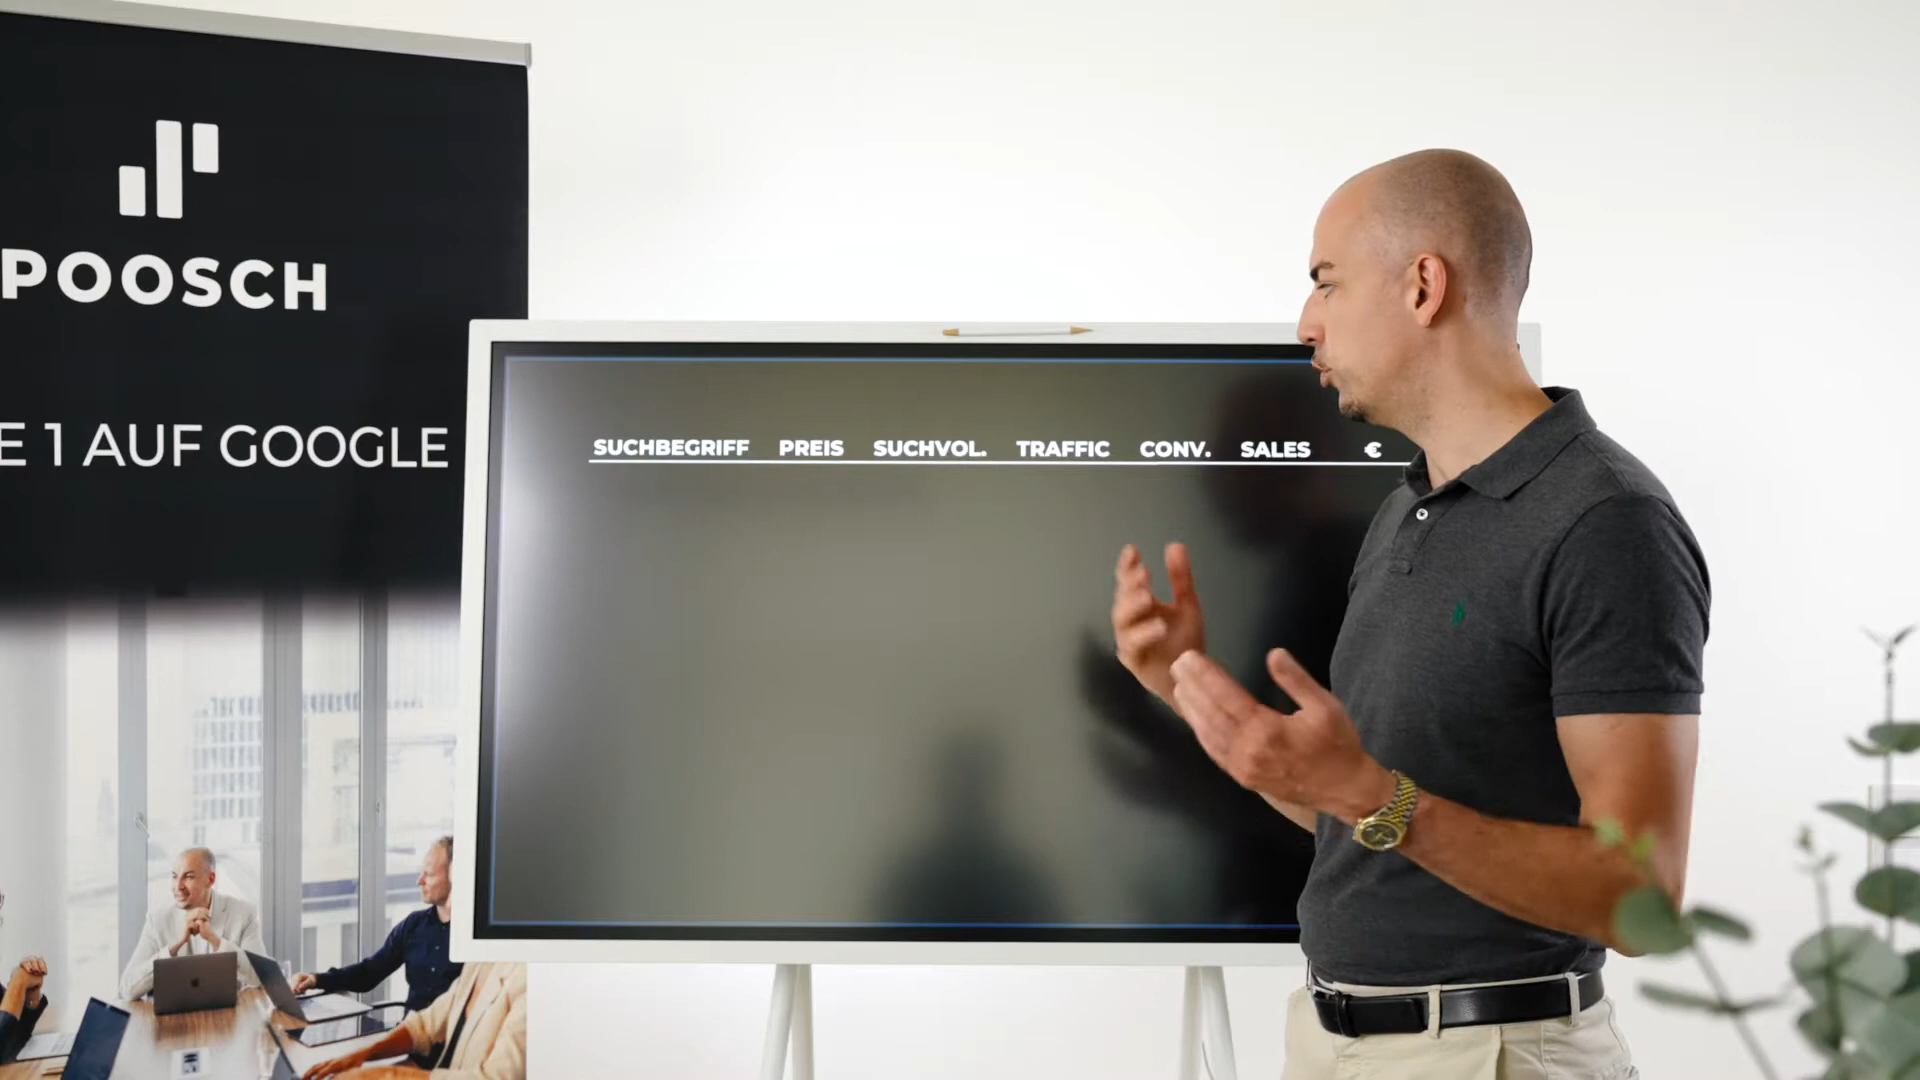 POOSCH
E 1 AUF GOOGLE
SUCHBEGRIFF PREIS SUCHVOL. TRAFFIC CONV. SALES €